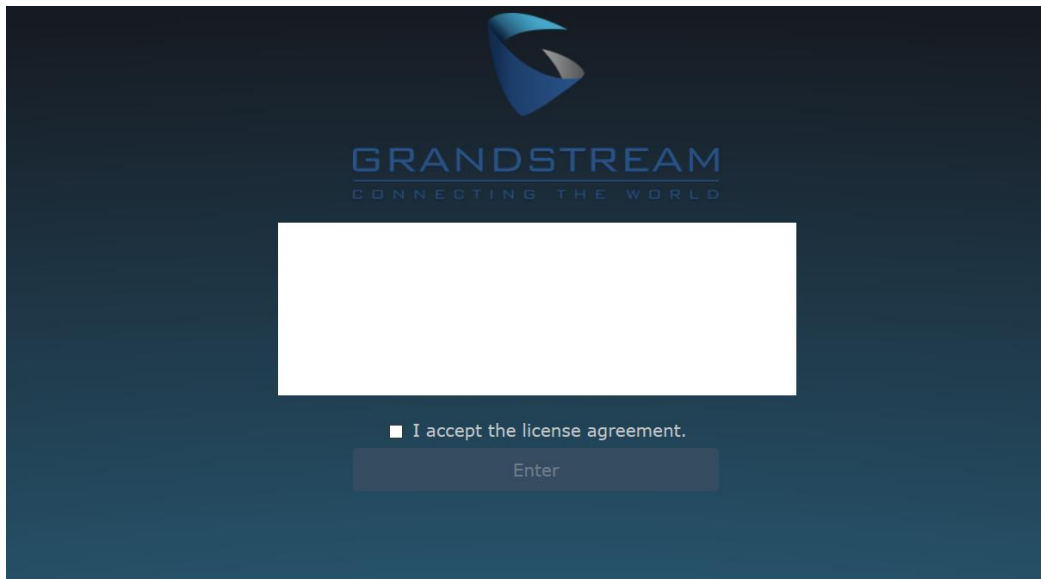 GRANDSTREAM
CONNECTING THE WORLD
I accept the license agreement.
Enter